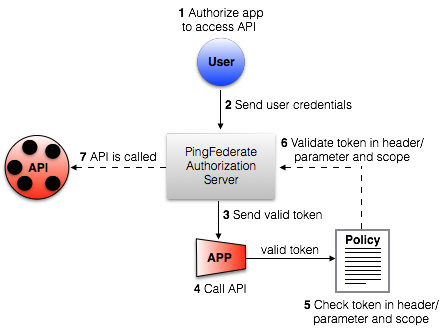 1 Authorize app
to access API
User
2 Send user credentials
PingFederate
Authorization
Server
6 Validate token in header/
parameter and scope
7 API is called
API
3 Send valid token
APP
valid token
4 Call API
Policy
5 Check token in header/
parameter and scope